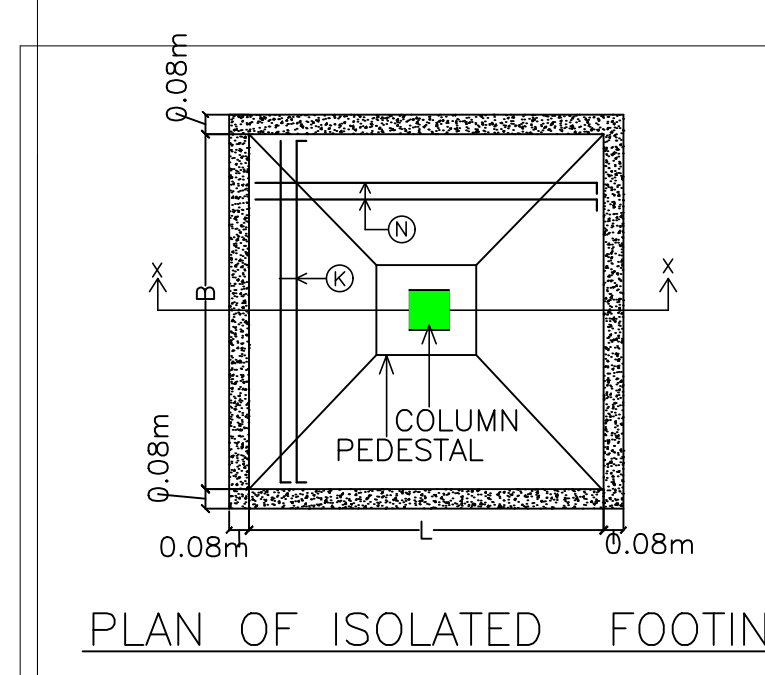 0.08m
N
K
X
X
B
COLUMN
PEDESTAL
0.08m
L
0.08m
0.08m
PLAN OF ISOLATED FOOTIN